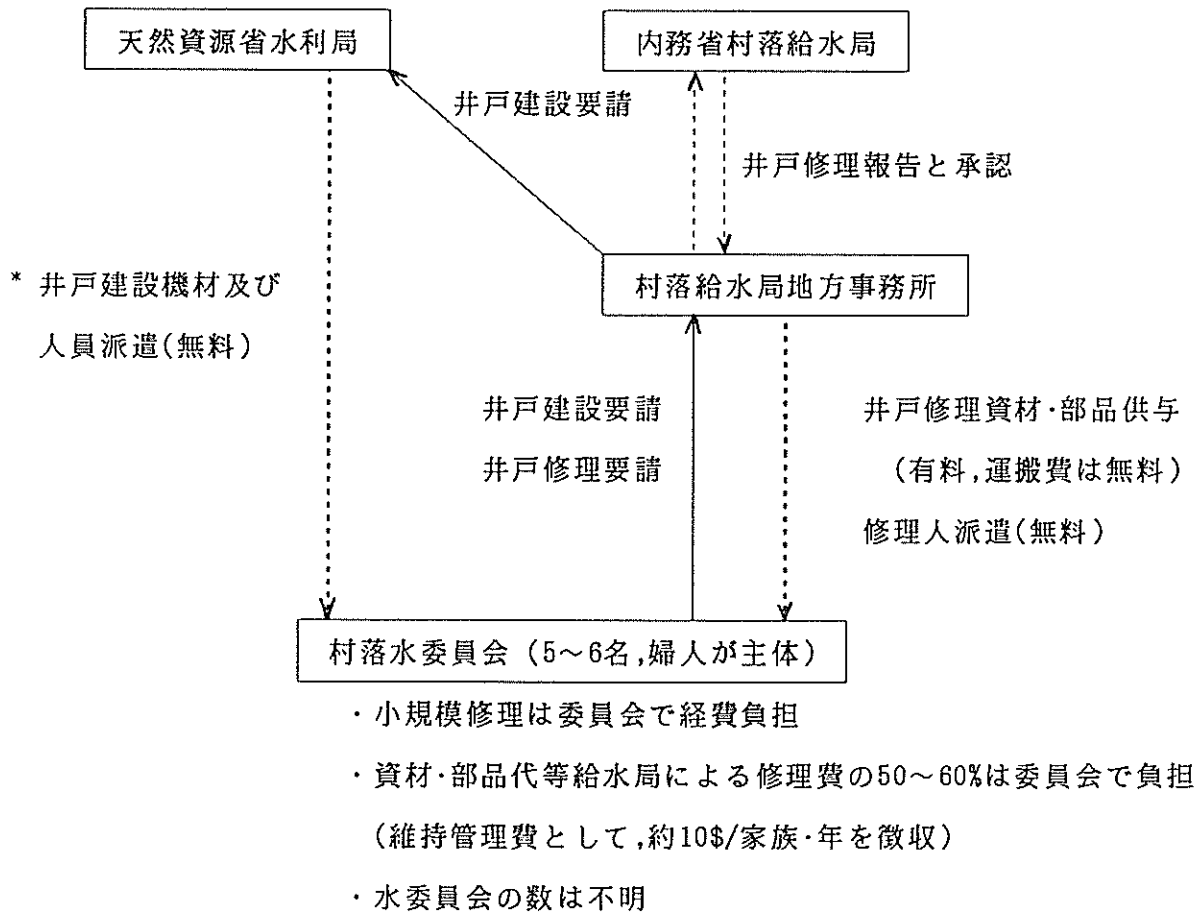 天然資源省水利局
内務省村落給水局
井戸建設要請
井戸修理報告と承認
村落給水局地方事務所
* 井戸建設機材及び
人員派遣(無料)
井戸建設要請
井戸修理要請
井戸修理資材·部品供与
(有料,運搬費は無料)
修理人派遣(無料)
村落水委員会 (5～6名,婦人が主体)
・小規模修理は委員会で経費負担
・資材·部品代等給水局による修理費の50～60%は委員会で負担
(維持管理費として,約10$/家族·年を徴収)
・水委員会の数は不明